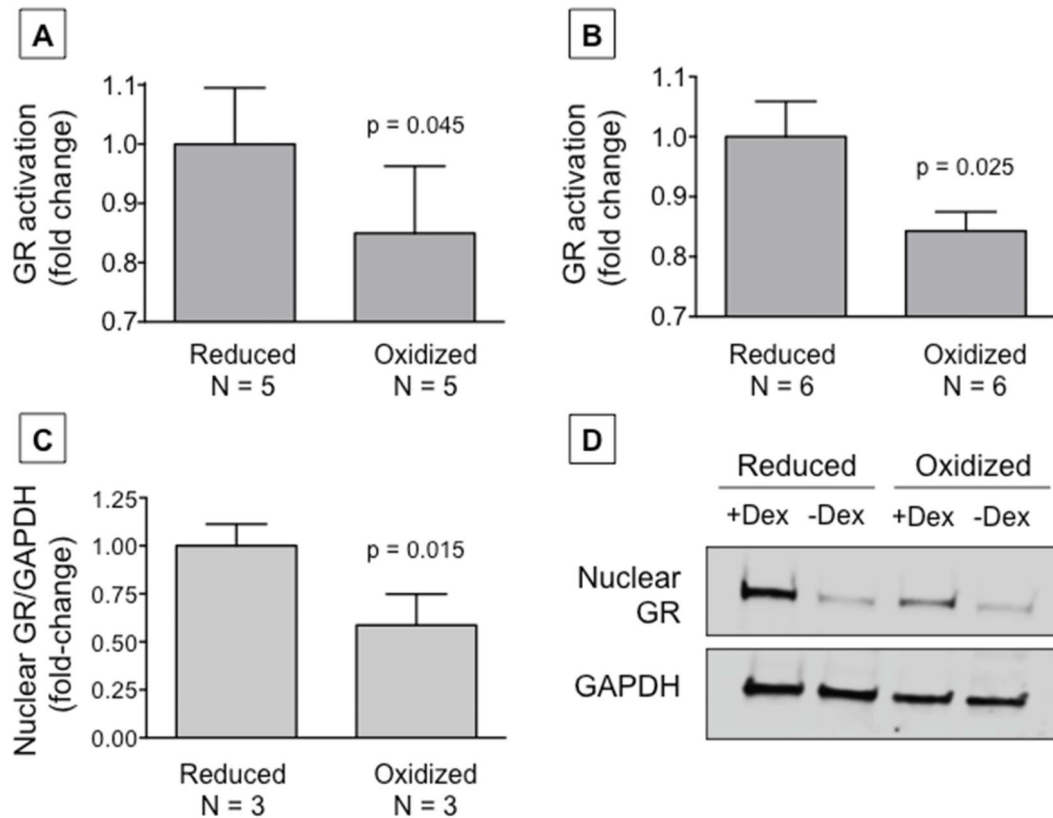 A
GR activation
(fold change)
1.1
1.0
0.9
0.8
0.7
p = 0.045
Reduced
N = 5
Oxidized
N = 5
B
GR activation
(fold change)
1.1
1.0
0.9
0.8
0.7
p = 0.025
Reduced
N = 6
Oxidized
N = 6
C
Nuclear GR/GAPDH
(fold-change)
1.25
1.00
0.75
0.50
0.25
0.00
p = 0.015
Reduced
N = 3
Oxidized
N = 3
D
Reduced Oxidized
+Dex -Dex +Dex -Dex
Nuclear
GR
GAPDH